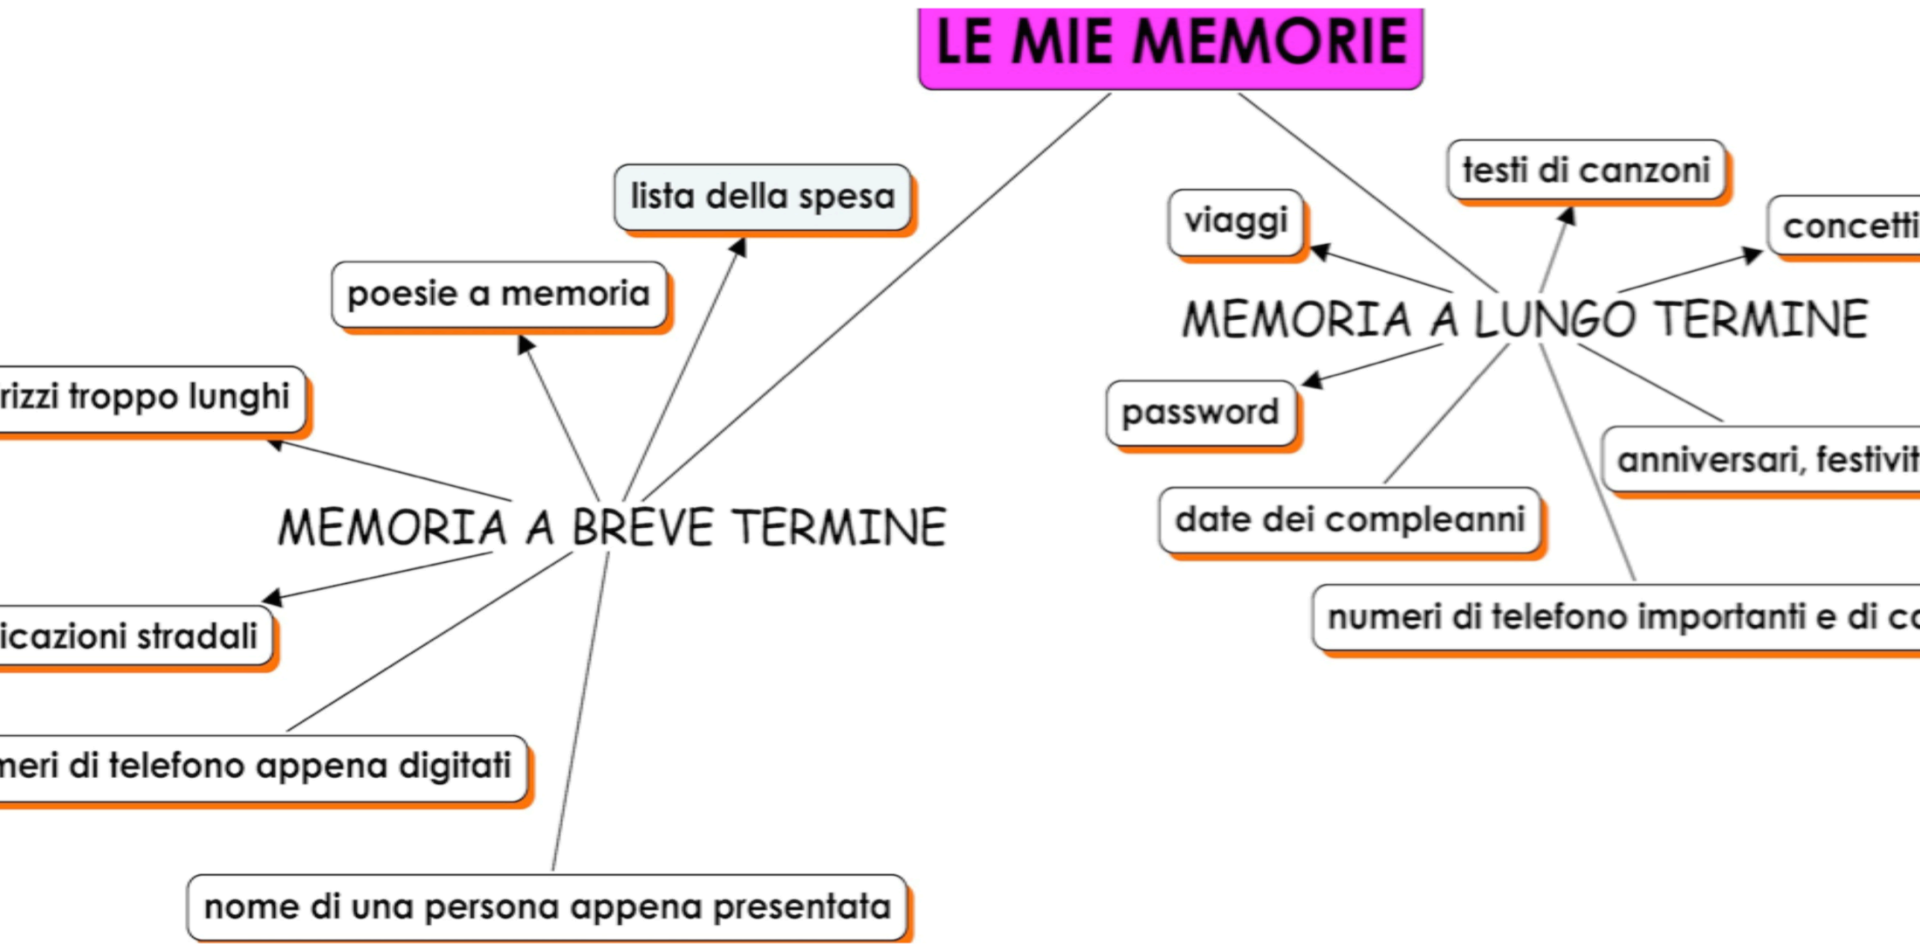 LE MIE MEMORIE
lista della spesa
poesie a memoria
rizzi troppo lunghi
MEMORIA A BREVE TERMINE
icazioni stradali
meri di telefono appena digitati
nome di una persona appena presentata
testi di canzoni
viaggi
concetti
MEMORIA A LUNGO TERMINE
password
anniversari, festivit
date dei compleanni
numeri di telefono importanti e di